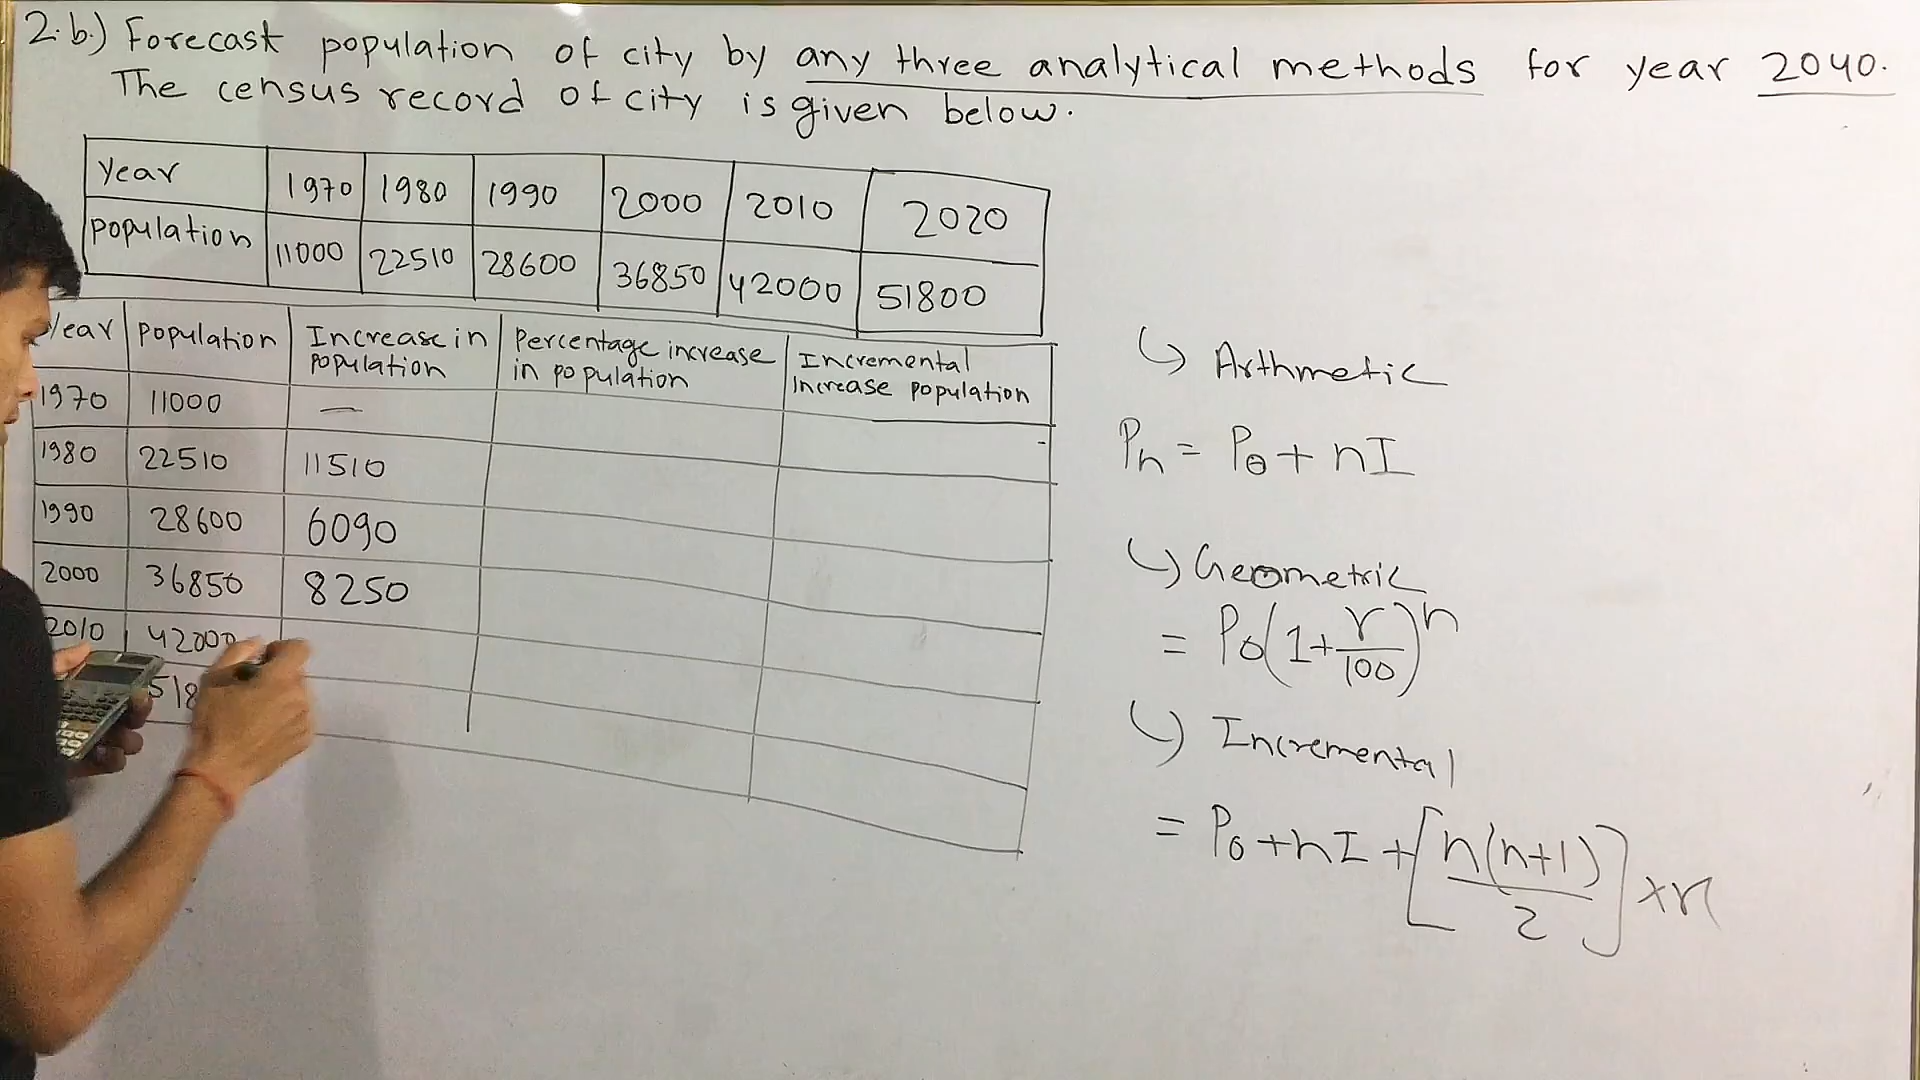 2.b.) Forecast population of city by any three analytical methods for year 2040.
The census record of city is given below.
year 1970 1980 1990 2000 2010 2020
population 11000 22510 28600 36850 42000 51800
year population Increase in population Percentage increase in population Incremental Increase population
1970 11000 —
1980 22510 11510
1990 28600 6090
2000 36850 8250
2010 42000
518
↳ Arthmetic
Pn = P0 + nI
↳ Geometric
= P0(1+r/100)^n
↳ Incremental
= P0 + nI + [n(n+1)/2] × r